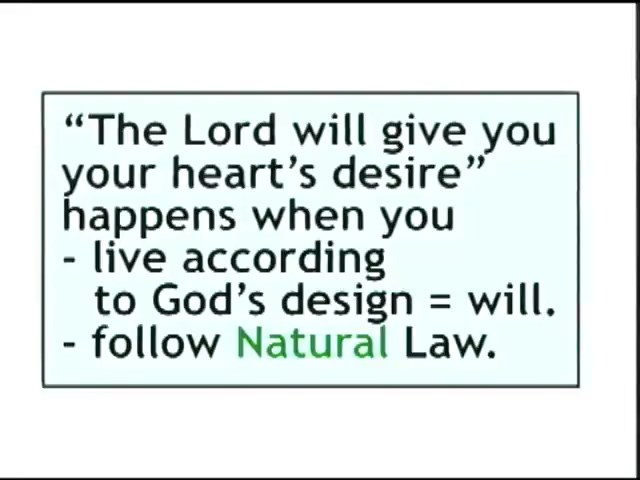 “The Lord will give you
your heart’s desire”
happens when you
- live according
to God’s design = will.
- follow Natural Law.